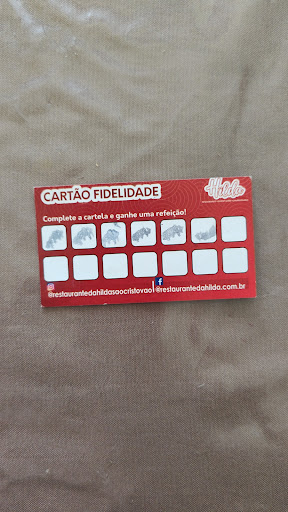 CARTÃO FIDELIDADE
Hilda
Complete a cartela e ganhe uma refeição!
@restaurantedahildasaocristovao
@restaurantedahilda.com.br